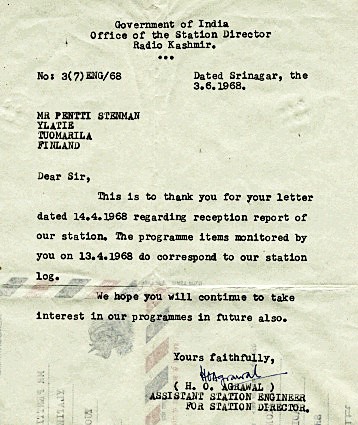 Government of India
Office of the Station Director
Radio Kashmir.
No: 3(7)ENG/68
Dated Srinagar, the
3.6.1968.
MR PENTTI STENMAN
YLATIE
TUOMARILA
FINLAND
Dear Sir,
This is to thank you for your letter
dated 14.4.1968 regarding reception report of
our station. The programme items monitored by
you on 13.4.1968 do correspond to our station
log.
We hope you will continue to take
interest in our programmes in future also.
Yours faithfully,
HOAgrawal
( H. O. AGRAWAL )
ASSISTANT STATION ENGINEER
FOR STATION DIRECTOR.